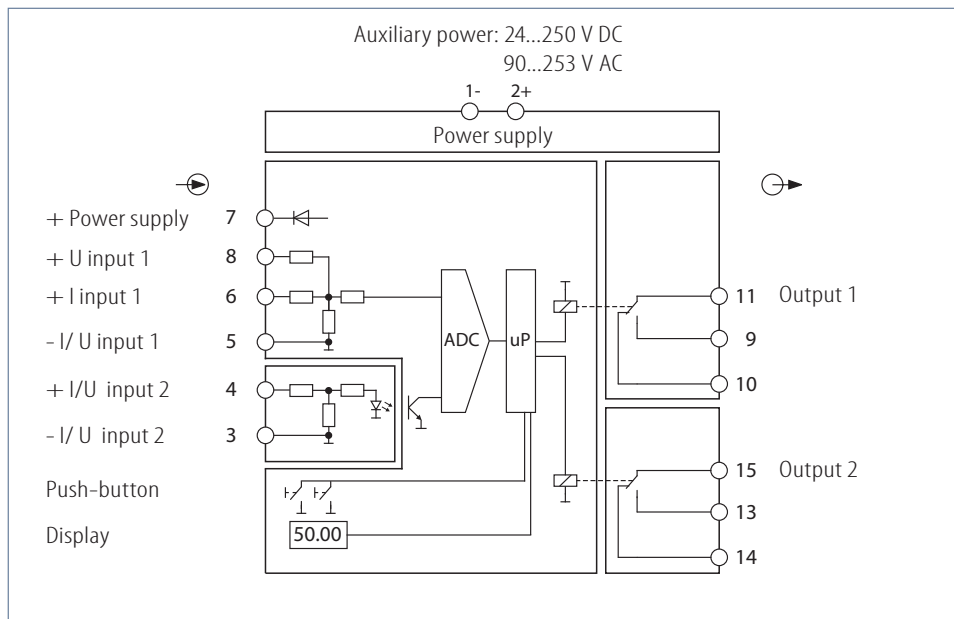 Auxiliary power: 24...250 V DC
90...253 V AC
1- 2+
Power supply
+ Power supply 7
+ U input 1 8
+ I input 1 6
- I/ U input 1 5
+ I/U input 2 4
- I/ U input 2 3
Push-button
Display
50.00
ADC
uP
11 Output 1
9
10
15 Output 2
13
14